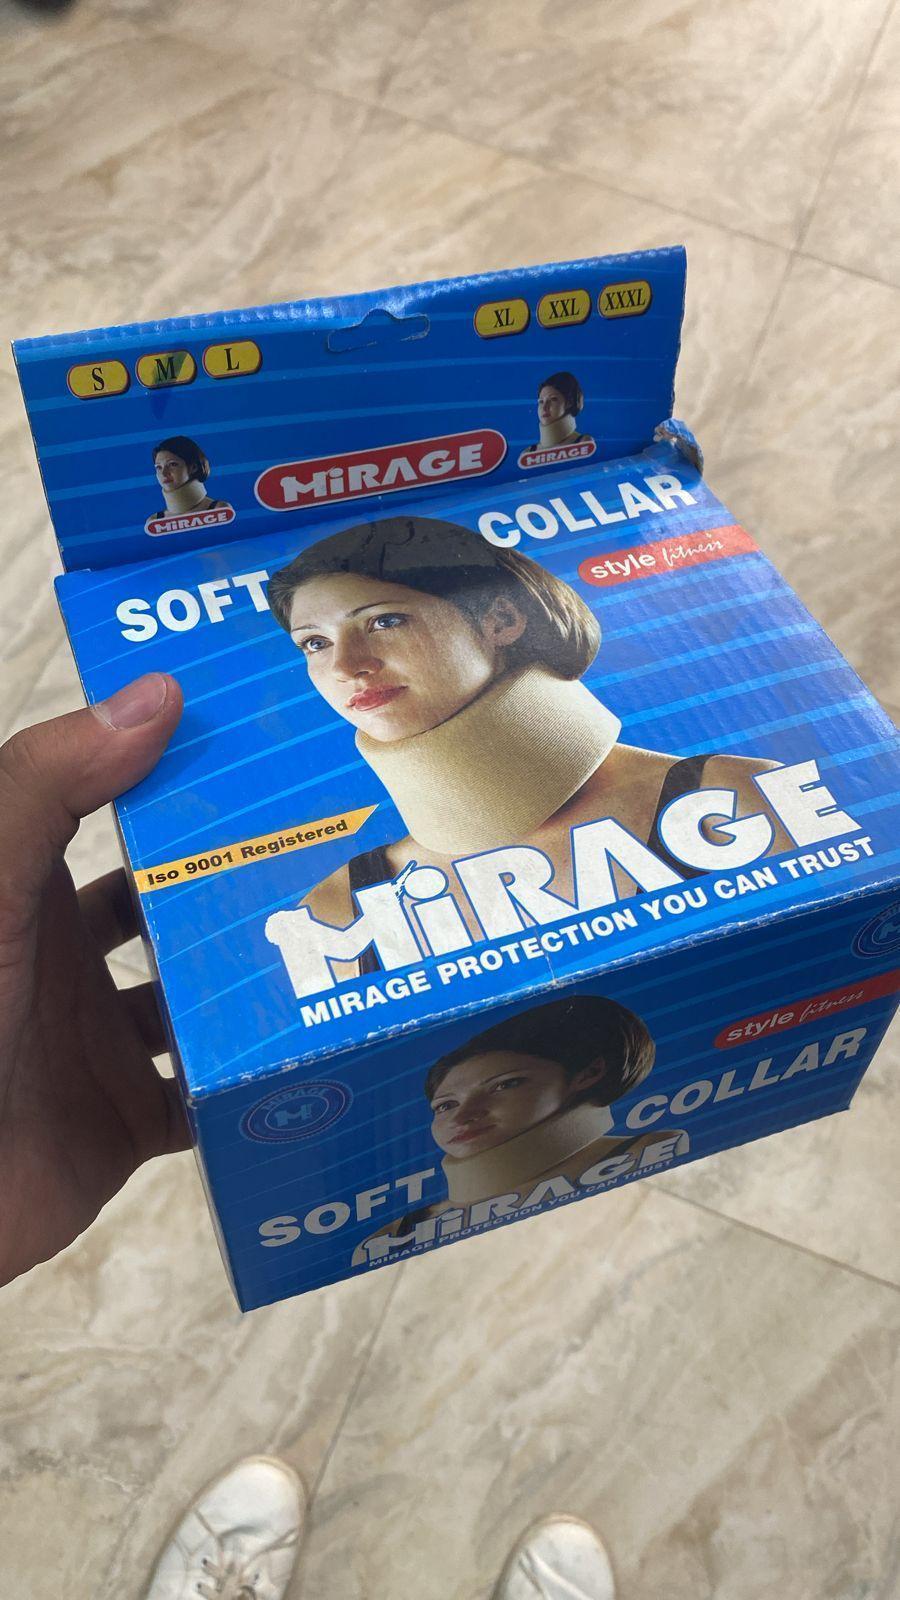 S M L XL XXL XXXL
MiRAGE
MiRAGE
MiRAGE
SOFT COLLAR
style fitness
Iso 9001 Registered
MiRAGE
MIRAGE PROTECTION YOU CAN TRUST
MIRAGE
M
style fitness
SOFT COLLAR
MiRAGE
MIRAGE PROTECTION YOU CAN TRUST